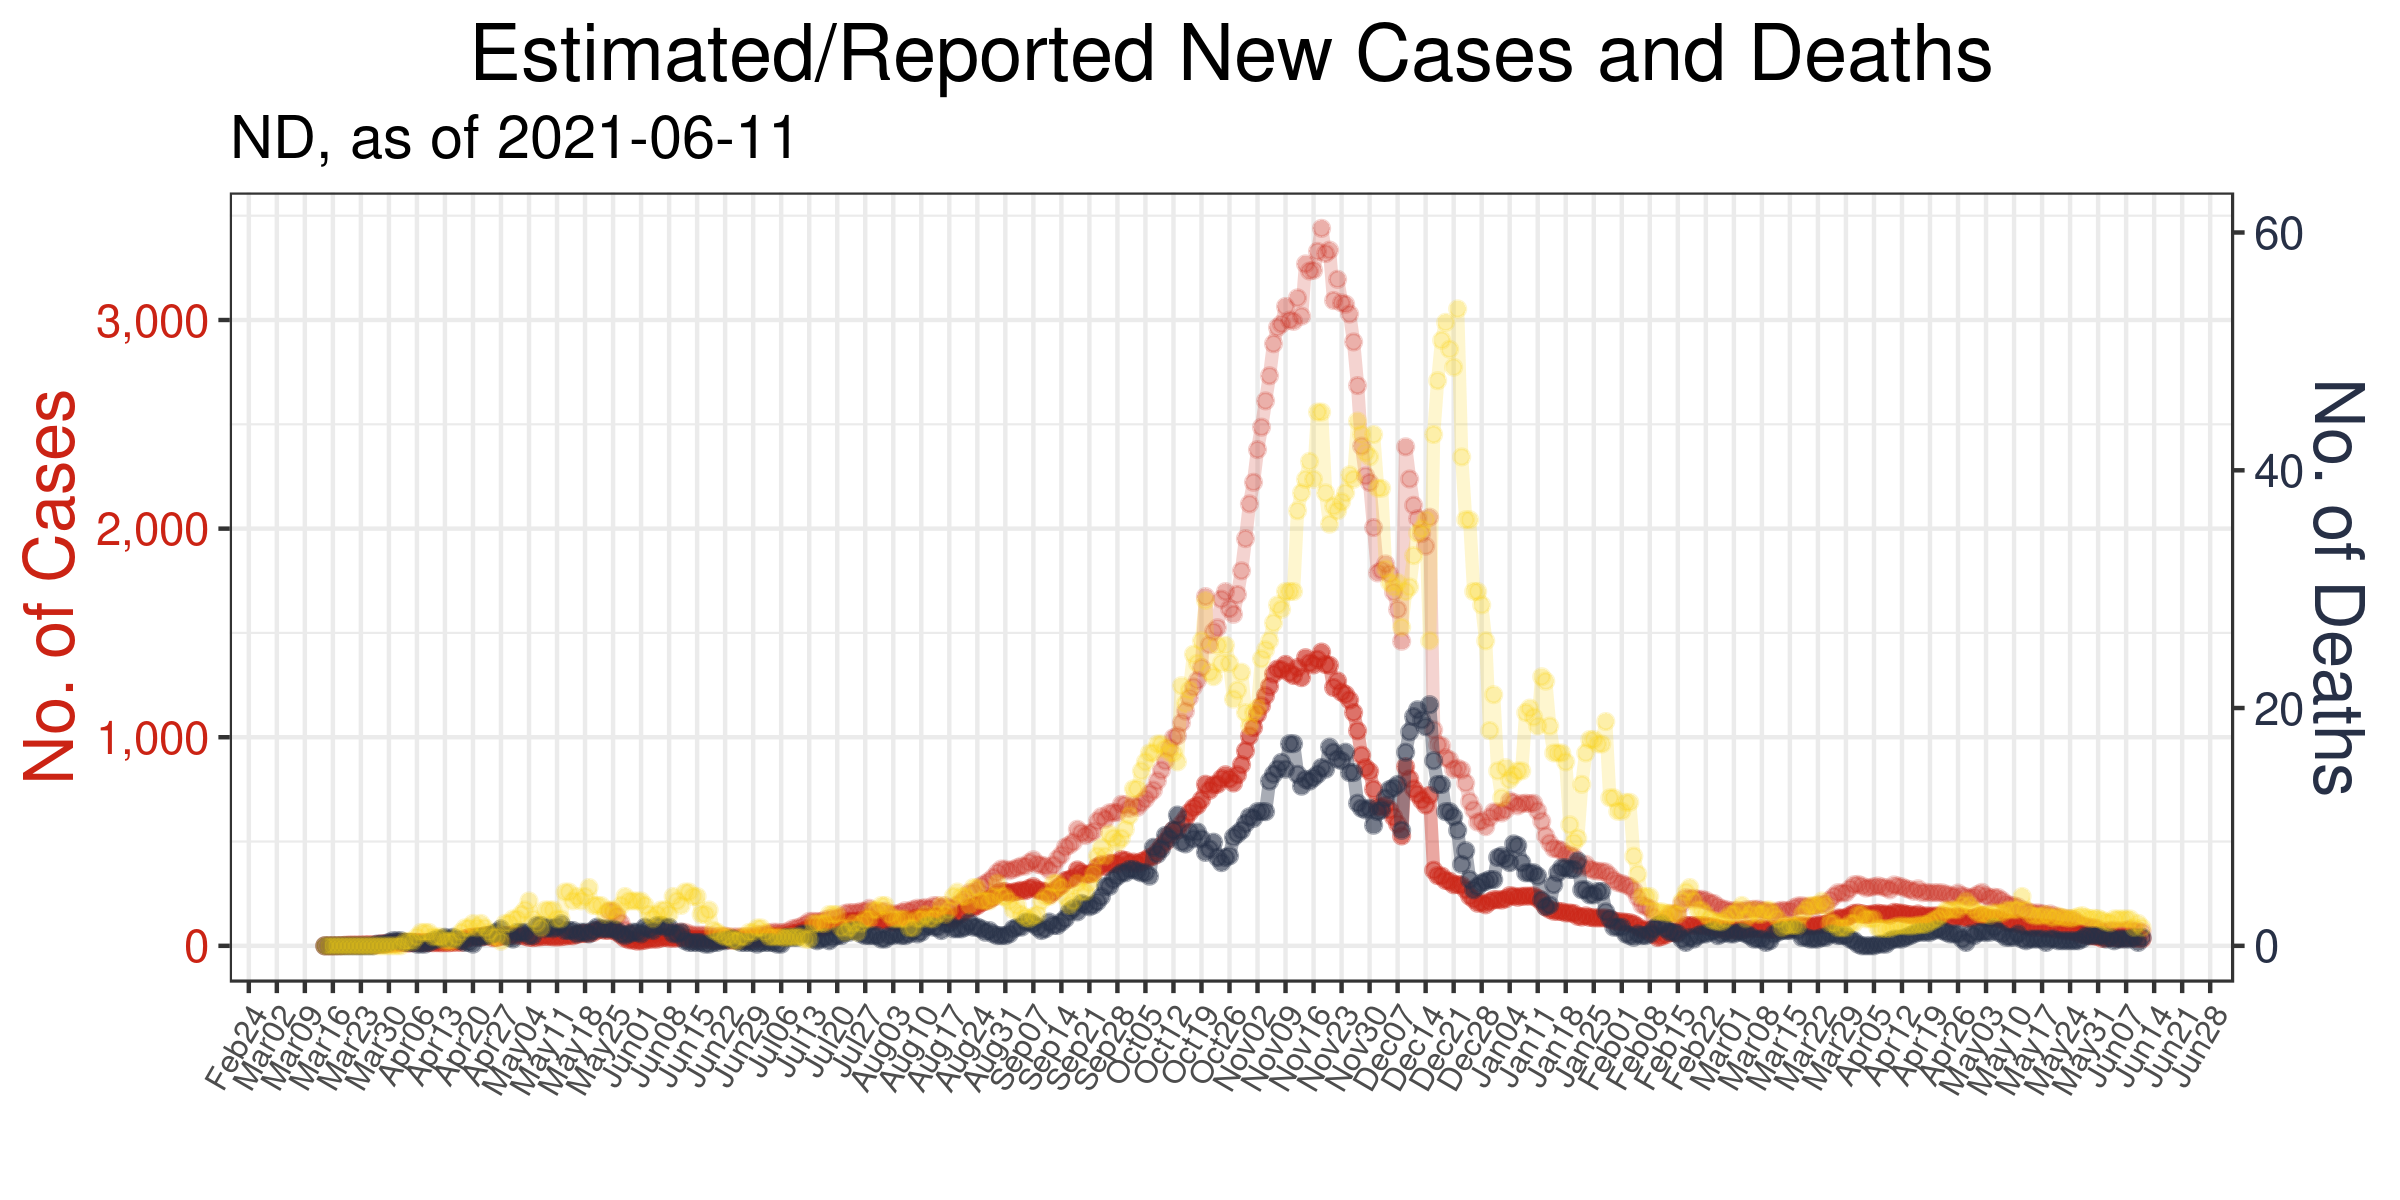 Estimated/Reported New Cases and Deaths
ND, as of 2021-06-11
No. of Cases
3,000
2,000
1,000
0
60
40
20
0
No. of Deaths
Feb24
Mar02
Mar09
Mar16
Mar23
Mar30
Apr06
Apr13
Apr20
Apr27
May04
May11
May18
May25
Jun01
Jun08
Jun15
Jun22
Jun29
Jul06
Jul13
Jul20
Jul27
Aug03
Aug10
Aug17
Aug24
Aug31
Sep07
Sep14
Sep21
Sep28
Oct05
Oct12
Oct19
Oct26
Nov02
Nov09
Nov16
Nov23
Nov30
Dec07
Dec14
Dec21
Dec28
Jan04
Jan11
Jan18
Jan25
Feb01
Feb08
Feb15
Feb22
Mar01
Mar08
Mar15
Mar22
Mar29
Apr05
Apr12
Apr19
Apr26
May03
May10
May17
May24
May31
Jun07
Jun14
Jun21
Jun28